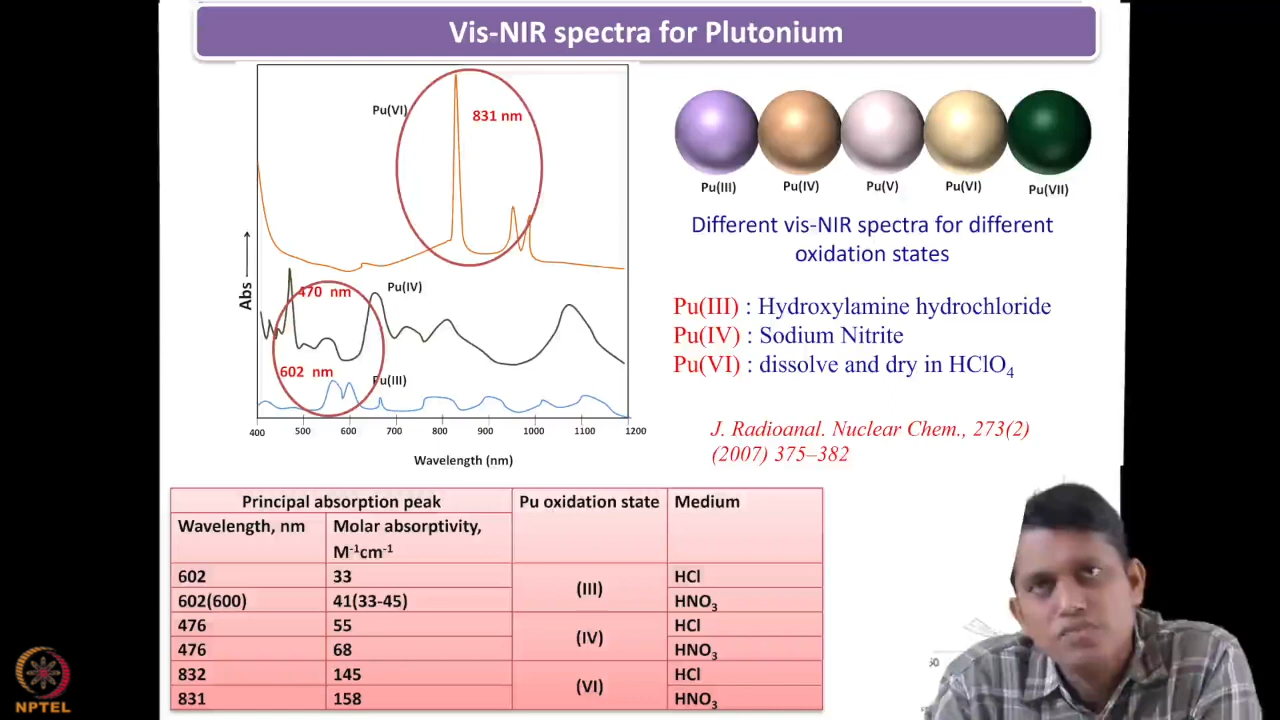 Vis-NIR spectra for Plutonium
Pu(VI)
831 nm
Pu(IV)
470 nm
602 nm
Pu(III)
Abs
400 500 600 700 800 900 1000 1100 1200
Wavelength (nm)
Pu(III) Pu(IV) Pu(V) Pu(VI) Pu(VII)
Different vis-NIR spectra for different
oxidation states
Pu(III) : Hydroxylamine hydrochloride
Pu(IV) : Sodium Nitrite
Pu(VI) : dissolve and dry in HClO4
J. Radioanal. Nuclear Chem., 273(2)
(2007) 375–382
Principal absorption peak Pu oxidation state Medium
Wavelength, nm Molar absorptivity,
M-1cm-1
602 33 (III) HCl
602(600) 41(33-45) HNO3
476 55 (IV) HCl
476 68 HNO3
832 145 (VI) HCl
831 158 HNO3
NPTEL